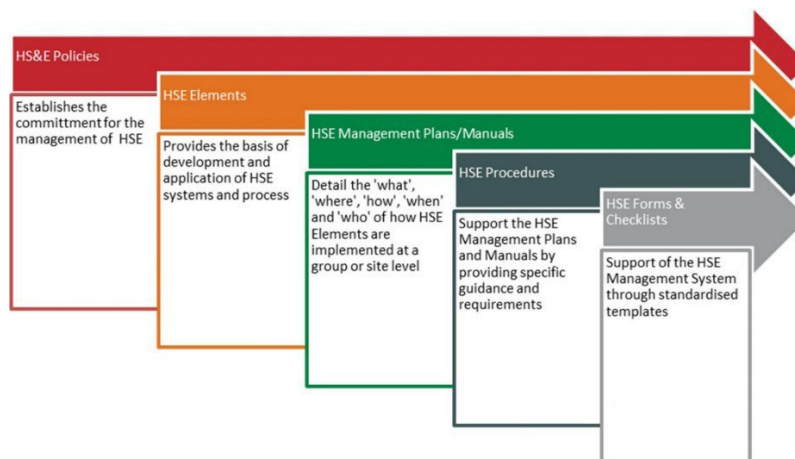 HS&E Policies
Establishes the
committment for the
management of  HSE
HSE Elements
Provides the basis of
development and
application of HSE
systems and process
HSE Management Plans/Manuals
Detail the 'what',
'where', 'how', 'when'
and 'who' of how HSE
Elements are
implemented at a
group or site level
HSE Procedures
Support the HSE
Management Plans
and Manuals by
providing specific
guidance and
requirements
HSE Forms &
Checklists
Support of the HSE
Management System
through standardised
templates